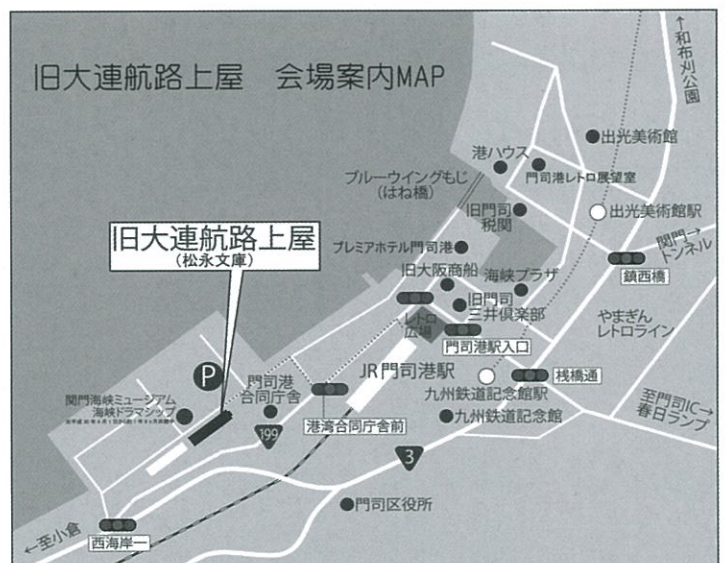 旧大連航路上屋　会場案内MAP
↑和布刈公園
出光美術館
港ハウス
門司港レトロ展望室
ブルーウイングもじ
（はね橋）
旧門司
税関
出光美術館駅
関門→
トンネル
プレミアホテル門司港
鎮西橋
旧大連航路上屋
（松永文庫）
旧大阪商船
海峡プラザ
旧門司
三井倶楽部
レトロ
広場
やまぎん
レトロライン
門司港駅入口
JR門司港駅
P
門司港
合同庁舎
九州鉄道記念館駅
桟橋通
関門海峡ミュージアム
海峡ドラマシップ
至門司IC→
春日ランプ
九州鉄道記念館
港湾合同庁舎前
199
3
門司区役所
←至小倉
西海岸一